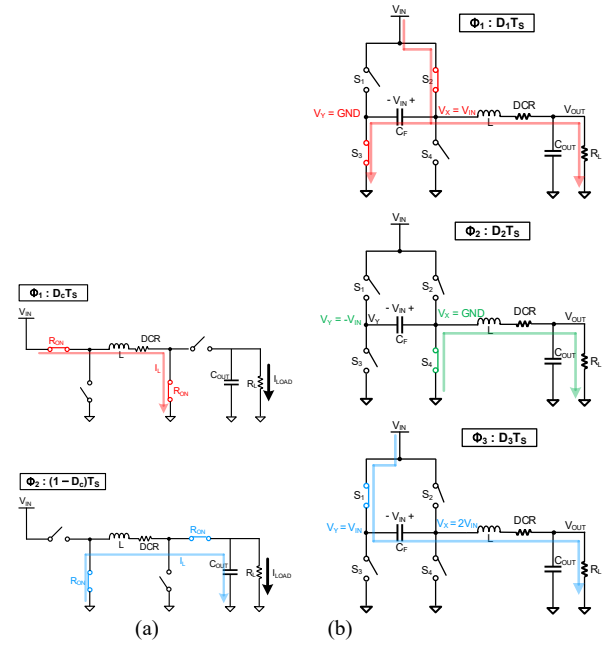 Φ1 : DcTS
VIN
RON
L
DCR
IL
RON
COUT
RL
ILOAD
Φ2 : (1 – Dc)TS
VIN
RON
L
DCR
RON
IL
COUT
RL
ILOAD
(a)
Φ1 : D1TS
VIN
S1
S2
VY = GND
- VIN +
CF
VX = VIN
L
DCR
VOUT
S3
S4
COUT
RL
Φ2 : D2TS
VIN
S1
S2
VY = -VIN
VY
- VIN +
CF
VX = GND
L
DCR
VOUT
S3
S4
COUT
RL
Φ3 : D3TS
VIN
S1
S2
VY = VIN
- VIN +
CF
VX = 2VIN
L
DCR
VOUT
S3
S4
COUT
RL
(b)